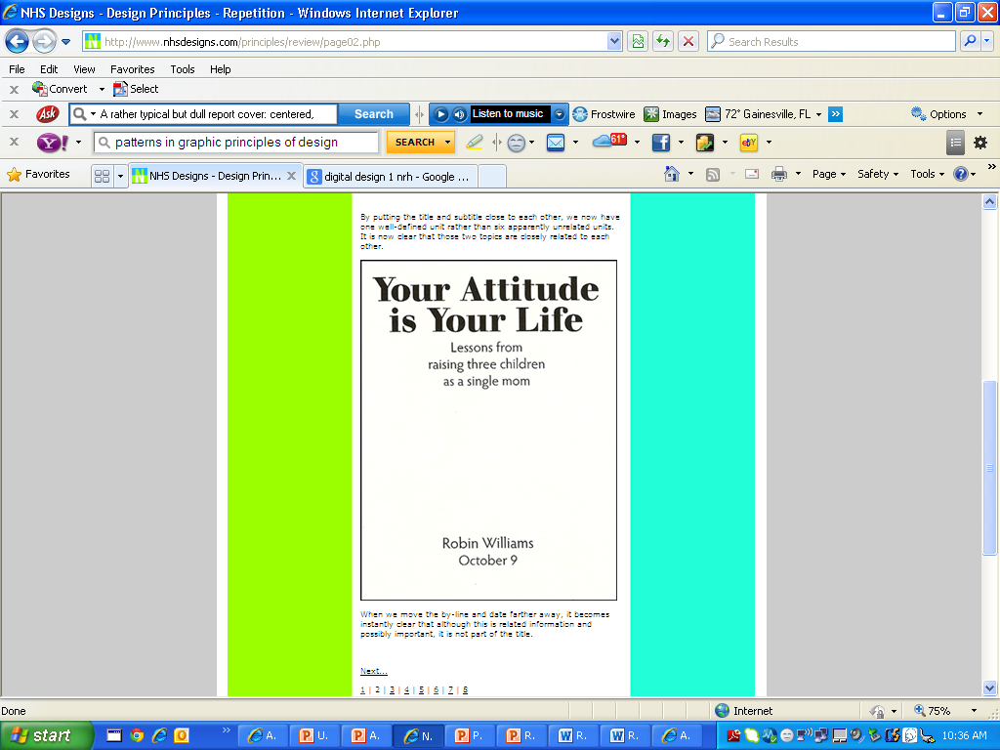 NHS Designs - Design Principles - Repetition - Windows Internet Explorer
http://www.nhsdesigns.com/principles/review/page02.php
Search Results
File Edit View Favorites Tools Help
x Convert Select
x Ask A rather typical but dull report cover: centered, Search Listen to music Frostwire Images 72° Gainesville, FL Options
x Y! patterns in graphic principles of design SEARCH 61° eBY
Favorites NHS Designs - Design Prin... X digital design 1 nrh - Google ... Page Safety Tools
By putting the title and subtitle close to each other, we now have
one well-defined unit rather than six apparently unrelated units.
It is now clear that those two topics are closely related to each
other.
Your Attitude
is Your Life
Lessons from
raising three children
as a single mom
Robin Williams
October 9
When we move the by-line and date farther away, it becomes
instantly clear that although this is related information and
possibly important, it is not part of the title.
Next...
1 | 2 | 3 | 4 | 5 | 6 | 7 | 8
Done Internet 75%
start A. U. A. N. P. R. R. R. A. 10:36 AM